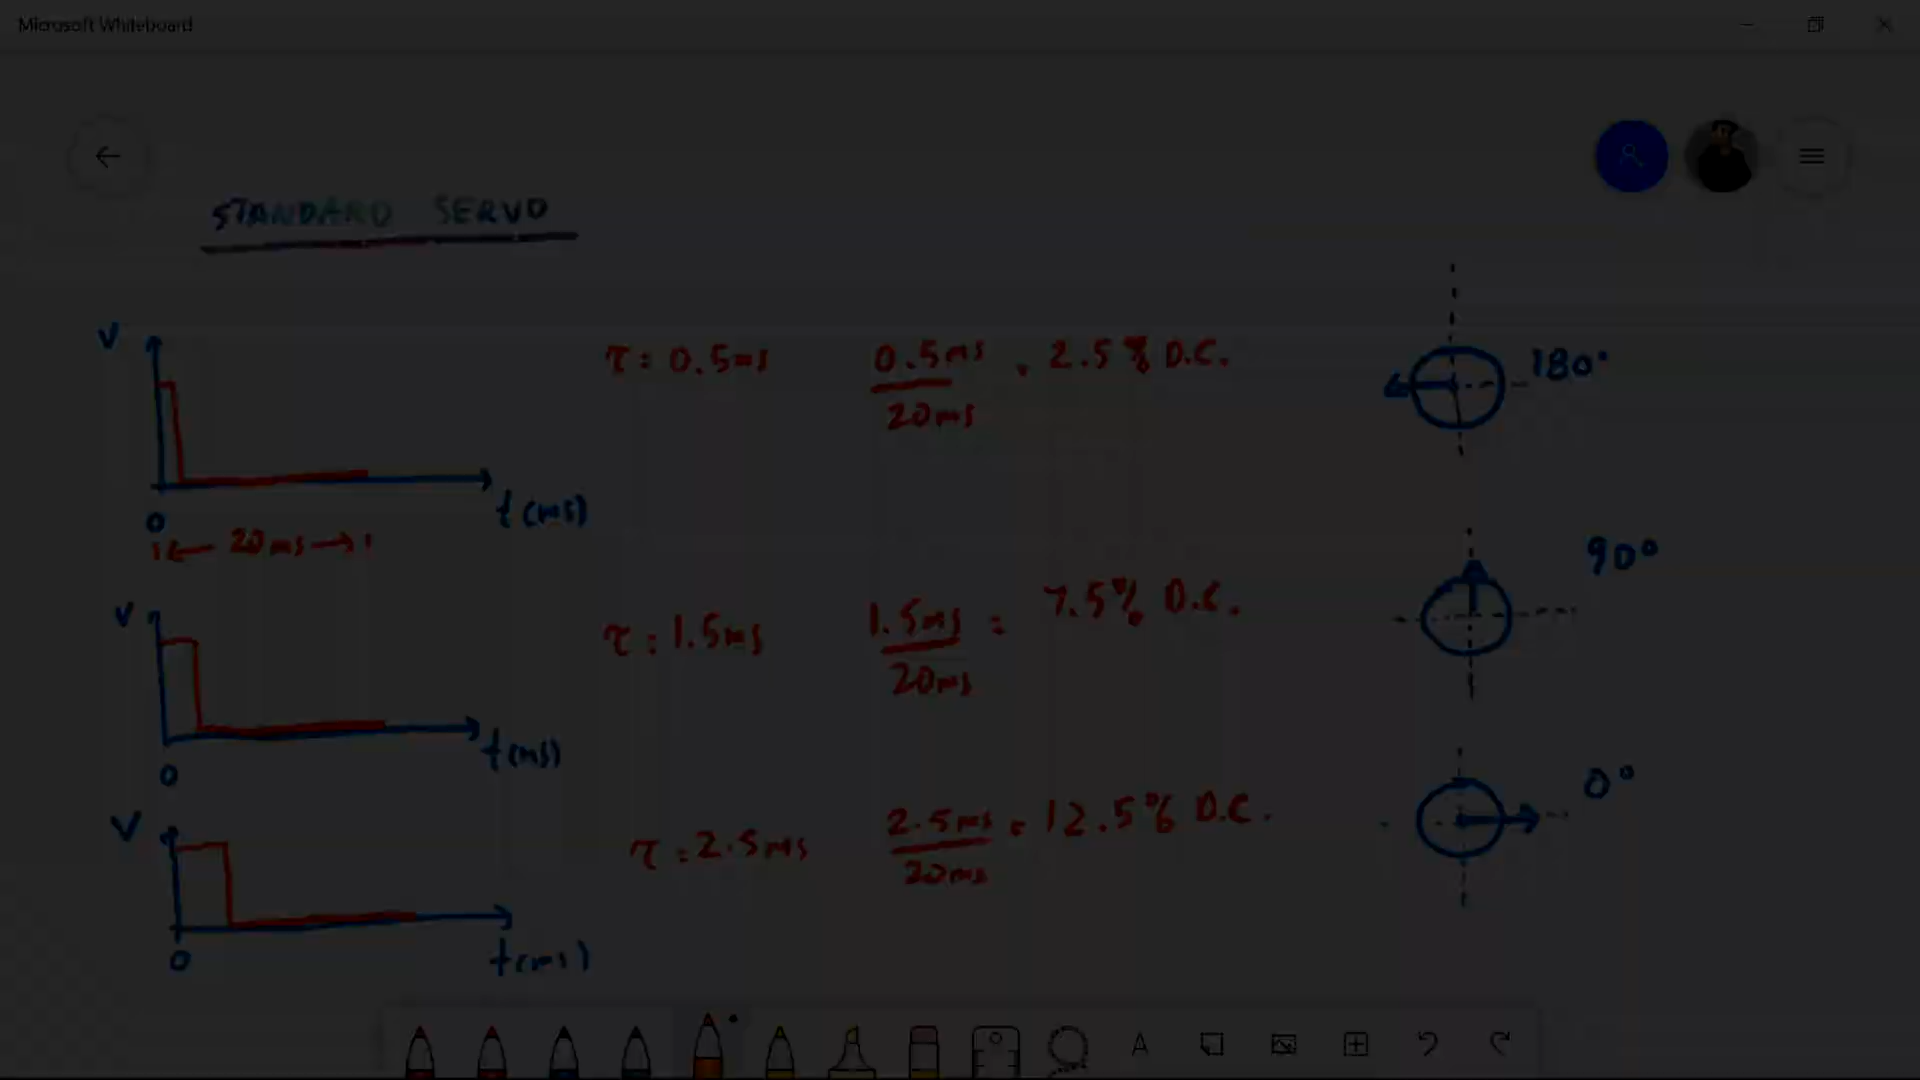 Microsoft Whiteboard
STANDARD SERVO
V
τ = 0.5ms
0.5ms
20ms
= 2.5% D.C.
180°
0
t(ms)
20ms
V
τ = 1.5ms
1.5ms
20ms
= 7.5% D.C.
90°
0
t(ms)
V
τ = 2.5ms
2.5ms
20ms
= 12.5% D.C.
0°
0
t(ms)
A